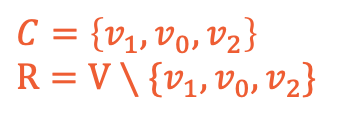 C = {v₁, v₀, v₂}
R = V \ {v₁, v₀, v₂}